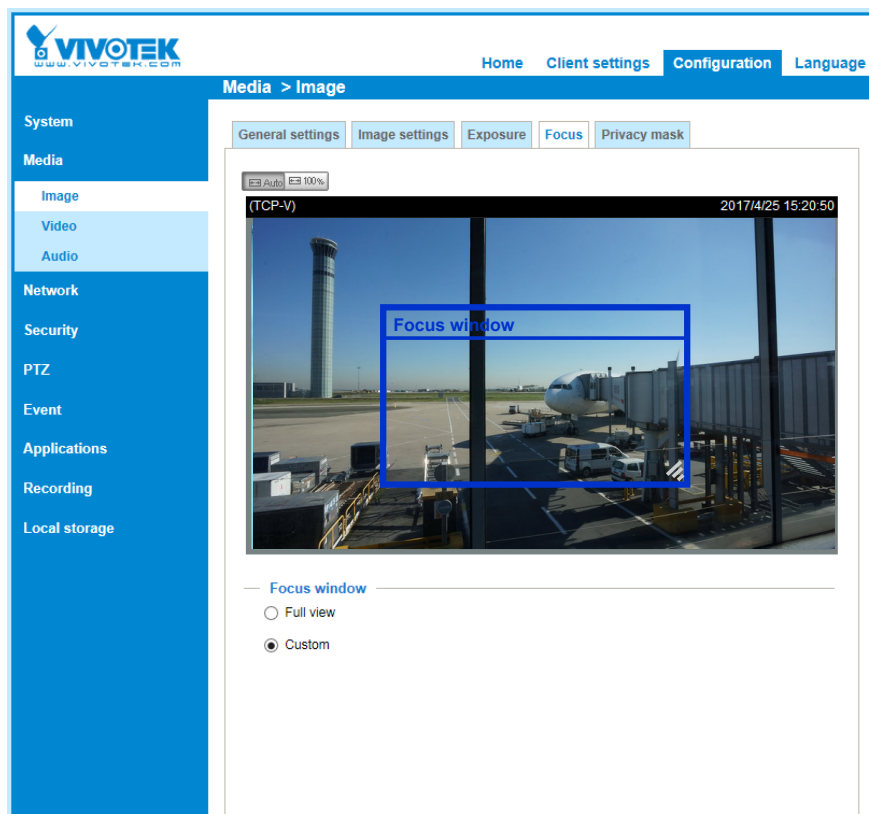 VIVOTEK
www.vivotek.com
Home Client settings Configuration Language
Media > Image
System
Media
Image
Video
Audio
Network
Security
PTZ
Event
Applications
Recording
Local storage
General settings Image settings Exposure Focus Privacy mask
Auto 100%
(TCP-V) 2017/4/25 15:20:50
Focus window
Focus window
Full view
Custom